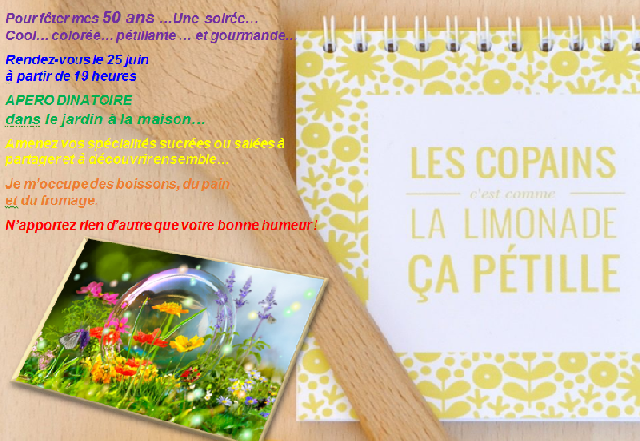 Pour fêter mes 50 ans …Une soirée…
Cool… colorée… pétillante … et gourmande…
Rendez-vous le 25 juin
à partir de 19 heures
APERO DINATOIRE
dans le jardin à la maison…
Amenez vos spécialités sucrées ou salées à
partager et à découvrir ensemble…
Je m'occupe des boissons, du pain
et du fromage.
N'apportez rien d'autre que votre bonne humeur !
LES COPAINS
c'est comme
LA LIMONADE
ÇA PÉTILLE